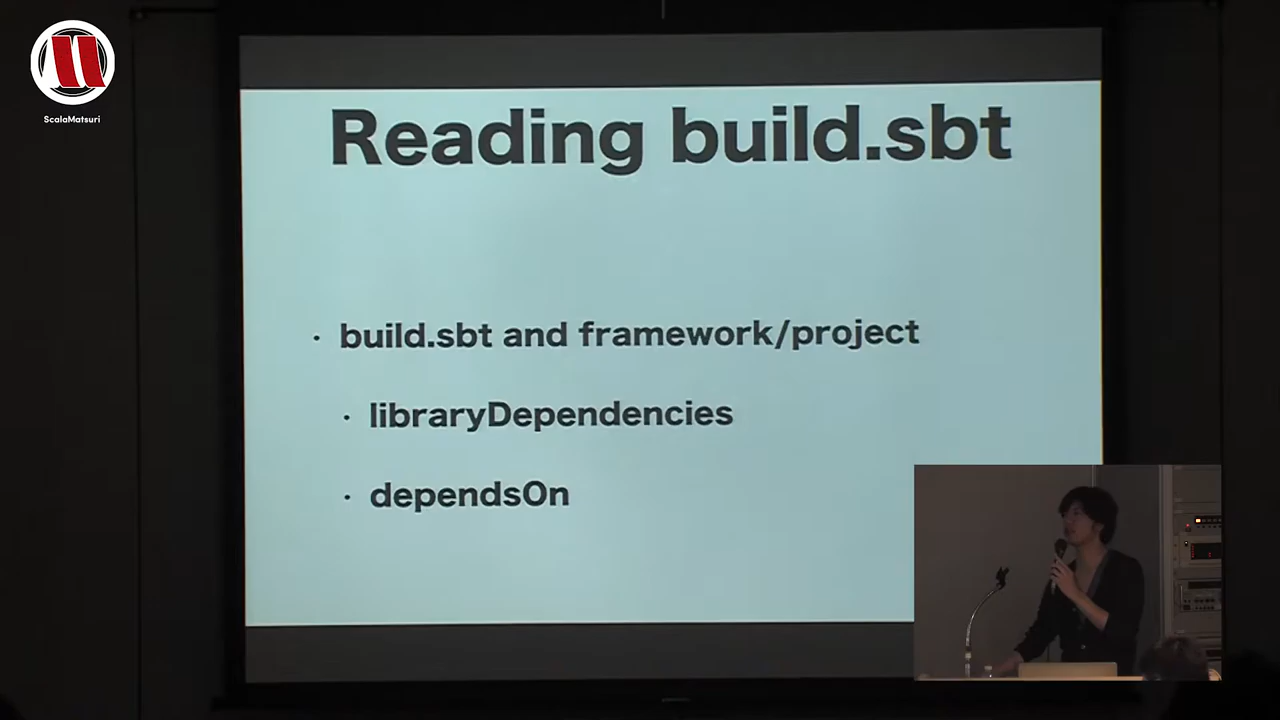 ScalaMatsuri
Reading build.sbt
· build.sbt and framework/project
· libraryDependencies
· dependsOn